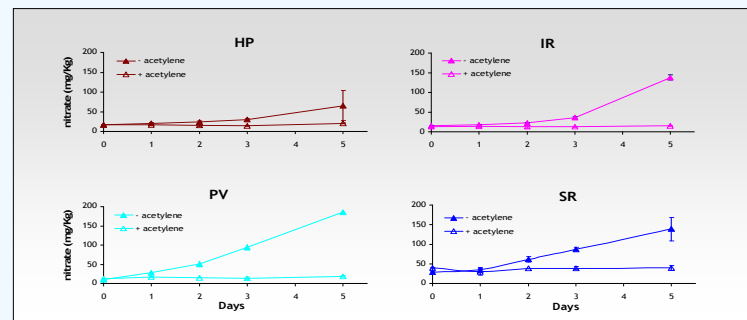 HP
nitrate (mg/Kg)
200
150
100
50
0
- acetylene
+ acetylene
0 1 2 3 4 5
IR
200
150
100
50
0
- acetylene
+ acetylene
0 1 2 3 4 5
PV
nitrate (mg/Kg)
200
150
100
50
0
- acetylene
+ acetylene
0 1 2 3 4 5
Days
SR
200
150
100
50
0
- acetylene
+ acetylene
0 1 2 3 4 5
Days